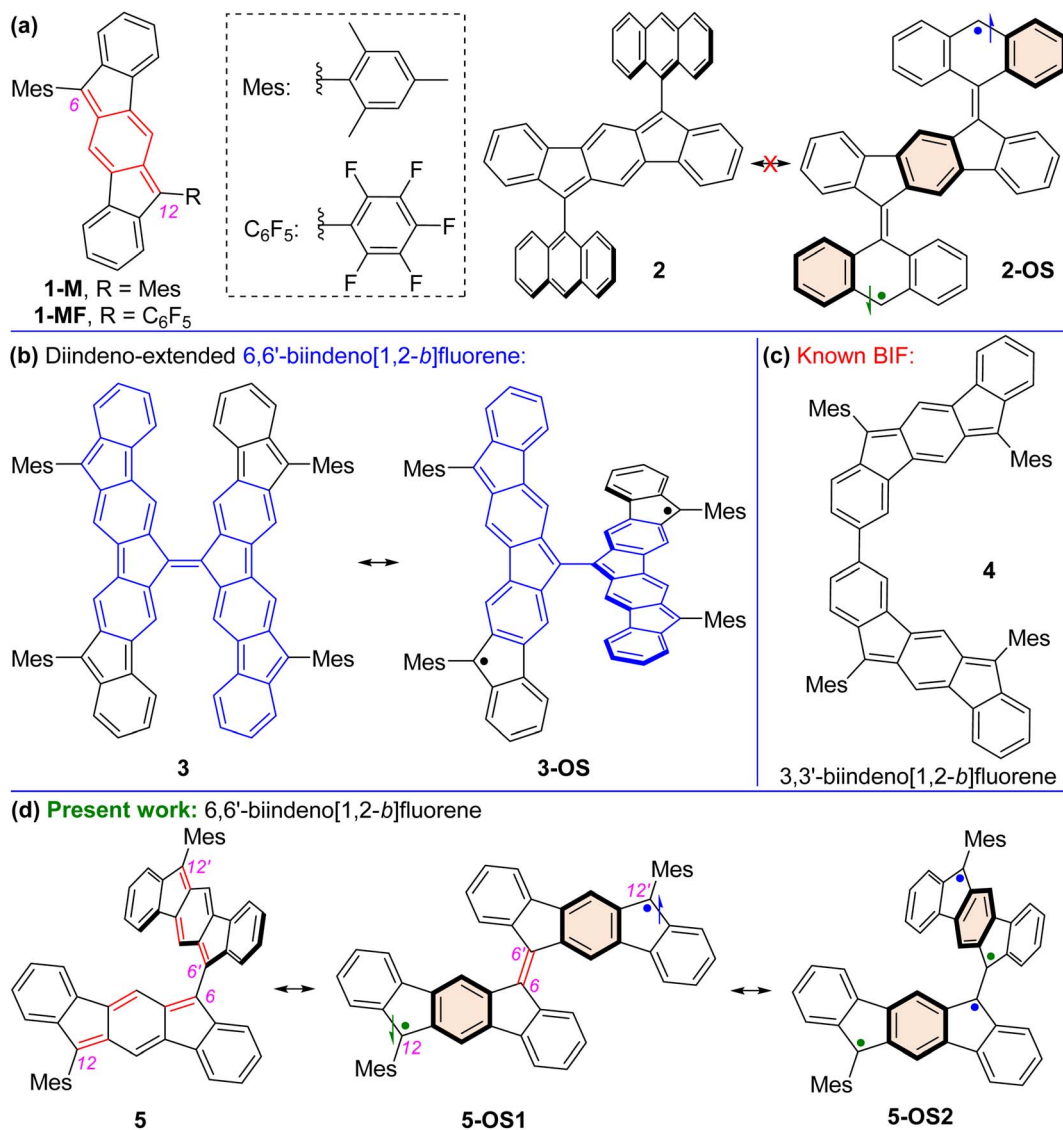 (a)
Mes
6
12
R
1-M, R = Mes
1-MF, R = C₆F₅
Mes:
C₆F₅:
F
F
F
F
F
2
X
2-OS
(b) Diindeno-extended 6,6'-biindeno[1,2-b]fluorene:
Mes
Mes
Mes
Mes
3
Mes
Mes
Mes
Mes
3-OS
(c) Known BIF:
Mes
Mes
4
Mes
Mes
3,3'-biindeno[1,2-b]fluorene
(d) Present work: 6,6'-biindeno[1,2-b]fluorene
Mes
12'
6'
6
12
Mes
5
Mes
12'
6'
6
12
Mes
5-OS1
Mes
Mes
5-OS2